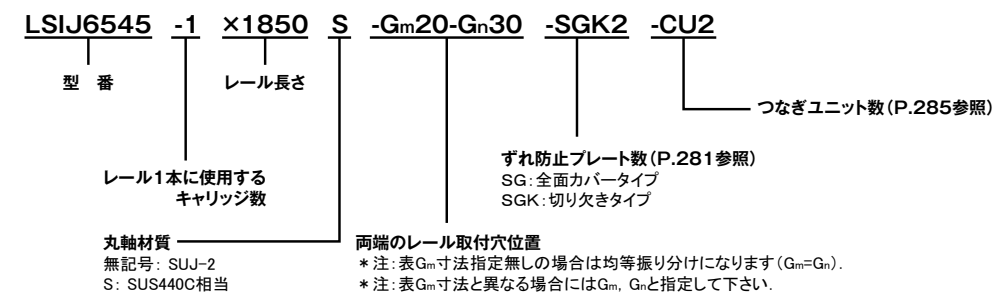 LSIJ6545 -1 ×1850 S -Gm20-Gn30 -SGK2 -CU2
型 番
レール長さ
つなぎユニット数(P.285参照)
ずれ防止プレート数(P.281参照)
SG:全面カバータイプ
SGK:切り欠きタイプ
レール1本に使用する
キャリッジ数
丸軸材質
無記号: SUJ-2
S: SUS440C相当
両端のレール取付穴位置
*注:表Gm寸法指定無しの場合は均等振り分けになります(Gm=Gn).
*注:表Gm寸法と異なる場合にはGm, Gnと指定して下さい.